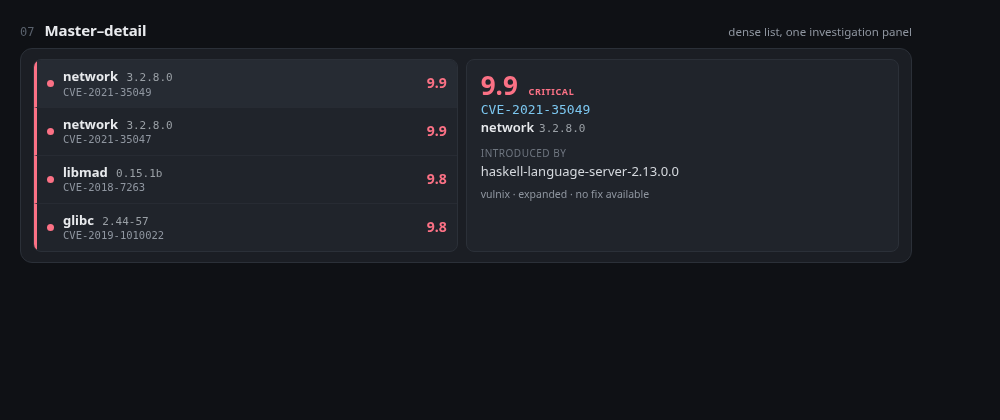 07 Master–detail
dense list, one investigation panel
network 3.2.8.0
CVE-2021-35049
9.9
network 3.2.8.0
CVE-2021-35047
9.9
libmad 0.15.1b
CVE-2018-7263
9.8
glibc 2.44-57
CVE-2019-1010022
9.8
9.9 CRITICAL
CVE-2021-35049
network 3.2.8.0
INTRODUCED BY
haskell-language-server-2.13.0.0
vulnix · expanded · no fix available